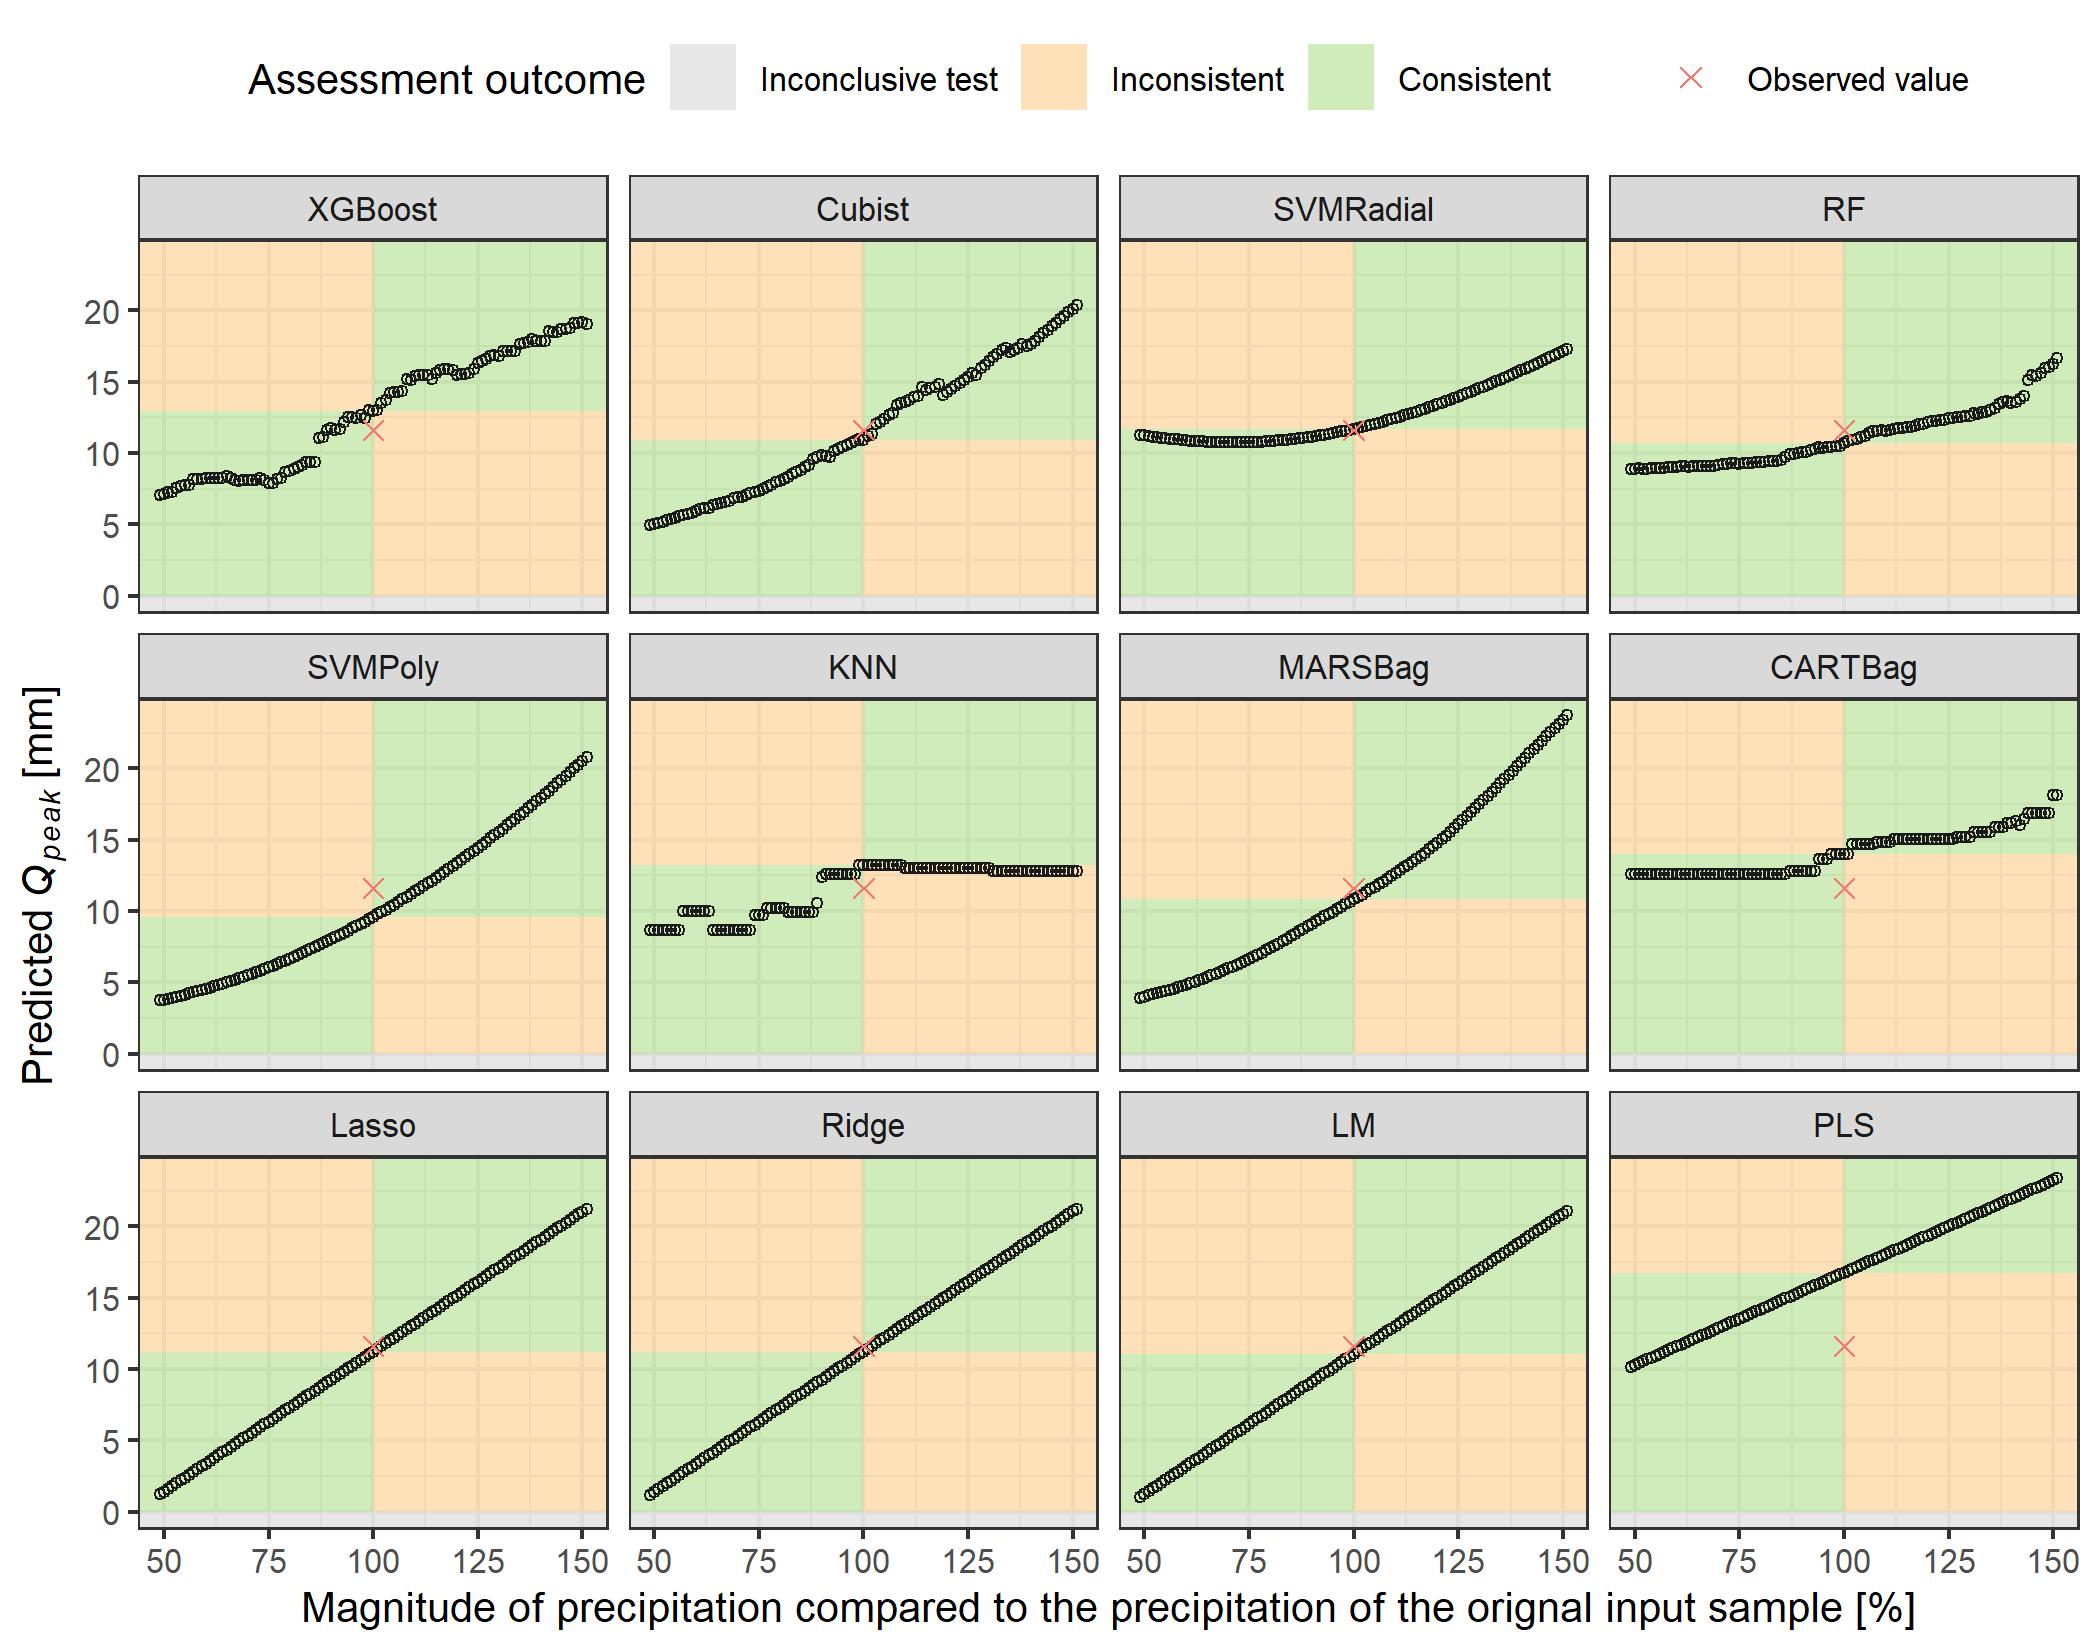 Assessment outcome Inconclusive test Inconsistent Consistent Observed value
XGBoost Cubist SVMRadial RF
20
15
10
5
0
SVMPoly KNN MARSBag CARTBag
20
15
10
5
0
Predicted Qpeak [mm]
Lasso Ridge LM PLS
20
15
10
5
0
50 75 100 125 150 50 75 100 125 150 50 75 100 125 150 50 75 100 125 150
Magnitude of precipitation compared to the precipitation of the orignal input sample [%]